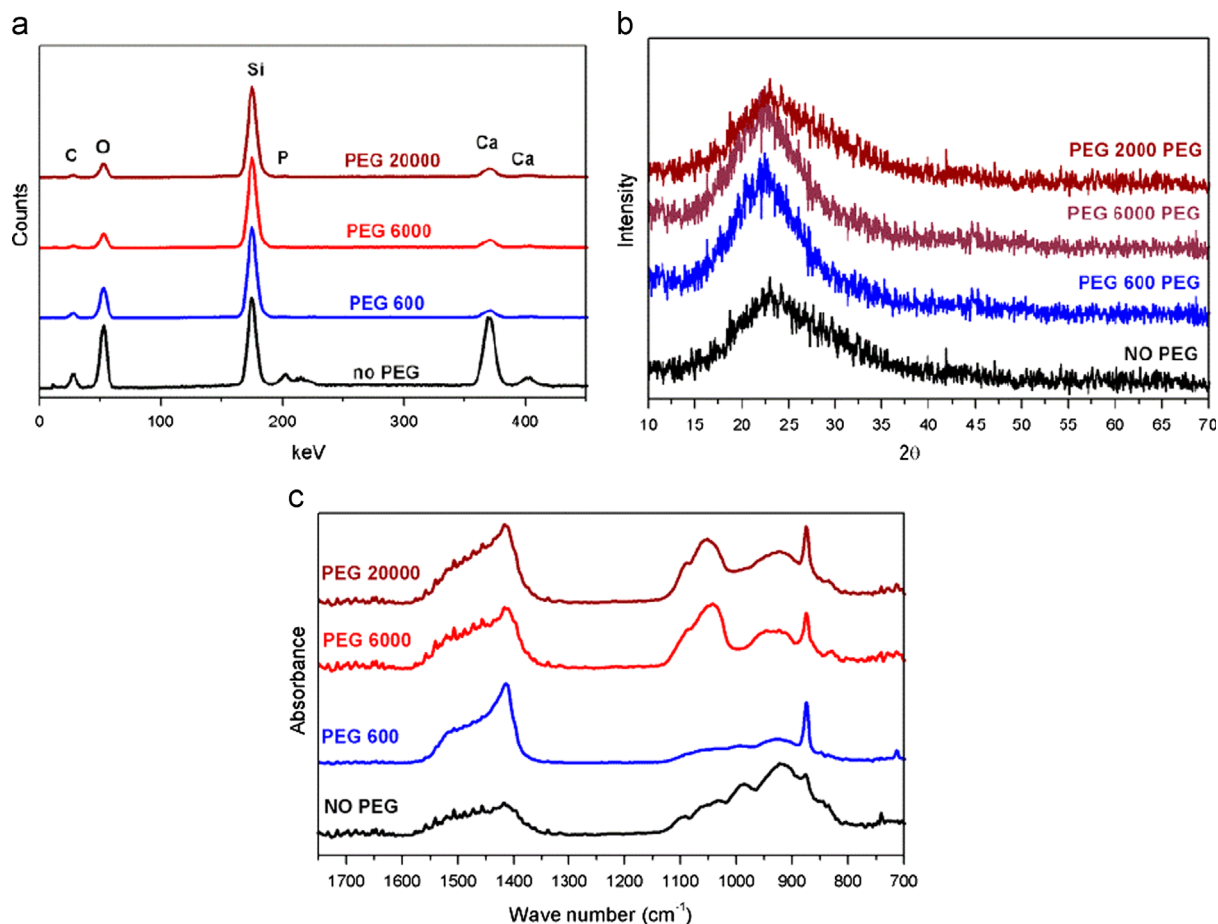 a
Si
C
O
P
Ca
Ca
PEG 20000
PEG 6000
PEG 600
no PEG
Counts
0
100
200
300
400
keV
b
PEG 2000 PEG
PEG 6000 PEG
PEG 600 PEG
NO PEG
Intensity
10 15 20 25 30 35 40 45 50 55 60 65 70
2θ
c
PEG 20000
PEG 6000
PEG 600
NO PEG
Absorbance
1700 1600 1500 1400 1300 1200 1100 1000 900 800 700
Wave number (cm⁻¹)